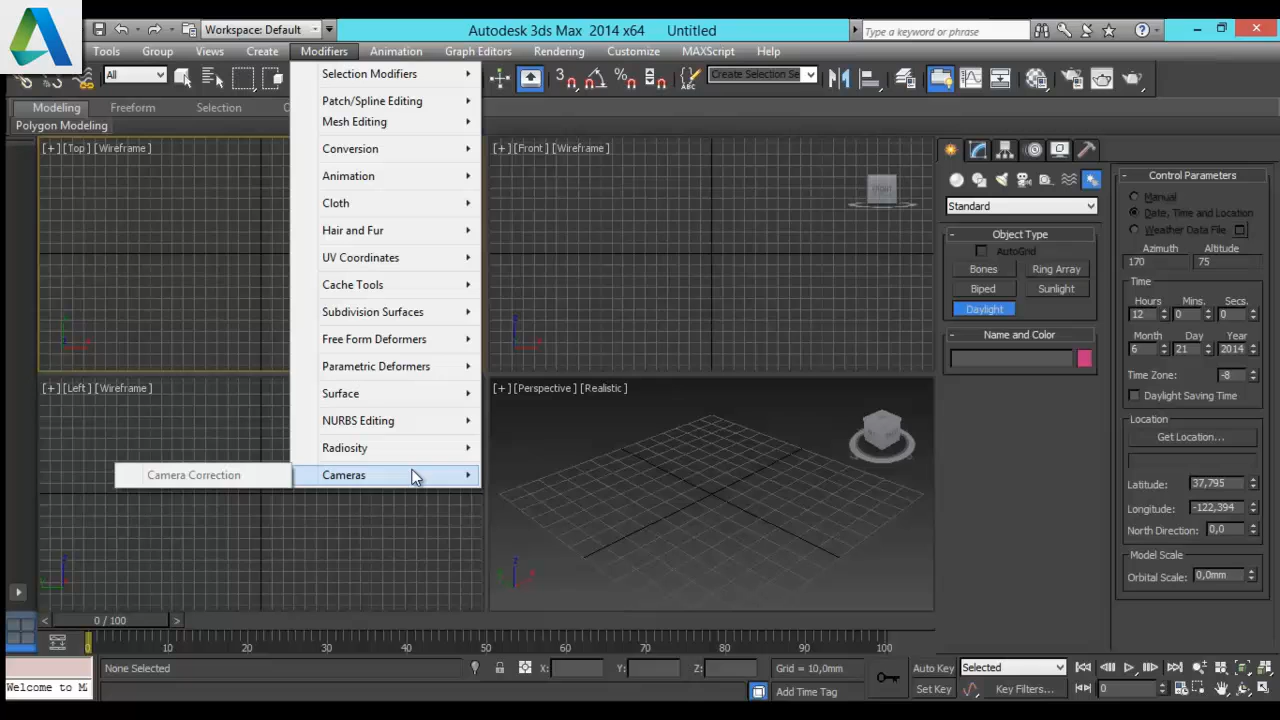 Workspace: Default
Autodesk 3ds Max 2014 x64
Untitled
Type a keyword or phrase
Tools
Group
Views
Create
Modifiers
Animation
Graph Editors
Rendering
Customize
MAXScript
Help
All
Create Selection Se
Modeling
Freeform
Selection
Polygon Modeling
Selection Modifiers
Patch/Spline Editing
Mesh Editing
Conversion
Animation
Cloth
Hair and Fur
UV Coordinates
Cache Tools
Subdivision Surfaces
Free Form Deformers
Parametric Deformers
Surface
NURBS Editing
Radiosity
Cameras
Camera Correction
[+] [Top] [Wireframe]
[+] [Front] [Wireframe]
FRONT
[+] [Left] [Wireframe]
[+] [Perspective] [Realistic]
Standard
Object Type
AutoGrid
Bones
Ring Array
Biped
Sunlight
Daylight
Name and Color
Control Parameters
Manual
Date, Time and Location
Weather Data File
Azimuth Altitude
170 75
Time
Hours Mins. Secs.
12 0 0
Month Day Year
6 21 2014
Time Zone: -8
Daylight Saving Time
Location
Get Location...
Latitude: 37,795
Longitude: -122,394
North Direction: 0,0
Model Scale
Orbital Scale: 0,0mm
< 0 / 100 >
10 20 30 40 50 60 70 80 90 100
None Selected
X:
Y:
Z:
Grid = 10,0mm
Auto Key
Selected
Welcome to M
Add Time Tag
Set Key
Key Filters...
0